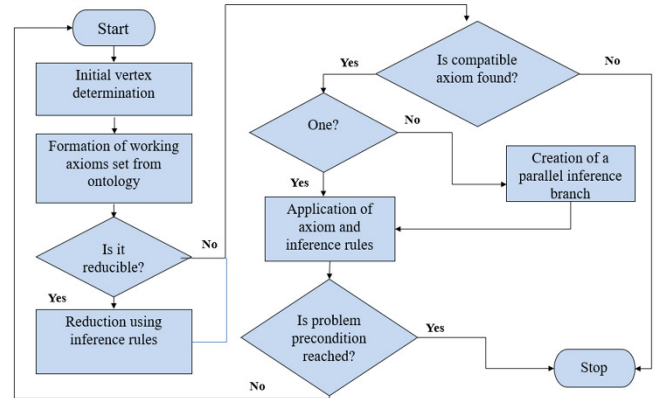 Start
Initial vertex
determination
Formation of working
axioms set from
ontology
Is it
reducible?
No
Yes
Reduction using
inference rules
Is compatible
axiom found?
Yes
No
One?
No
Yes
Creation of a
parallel inference
branch
Application of
axiom and
inference rules
Is problem
precondition
reached?
Yes
No
Stop